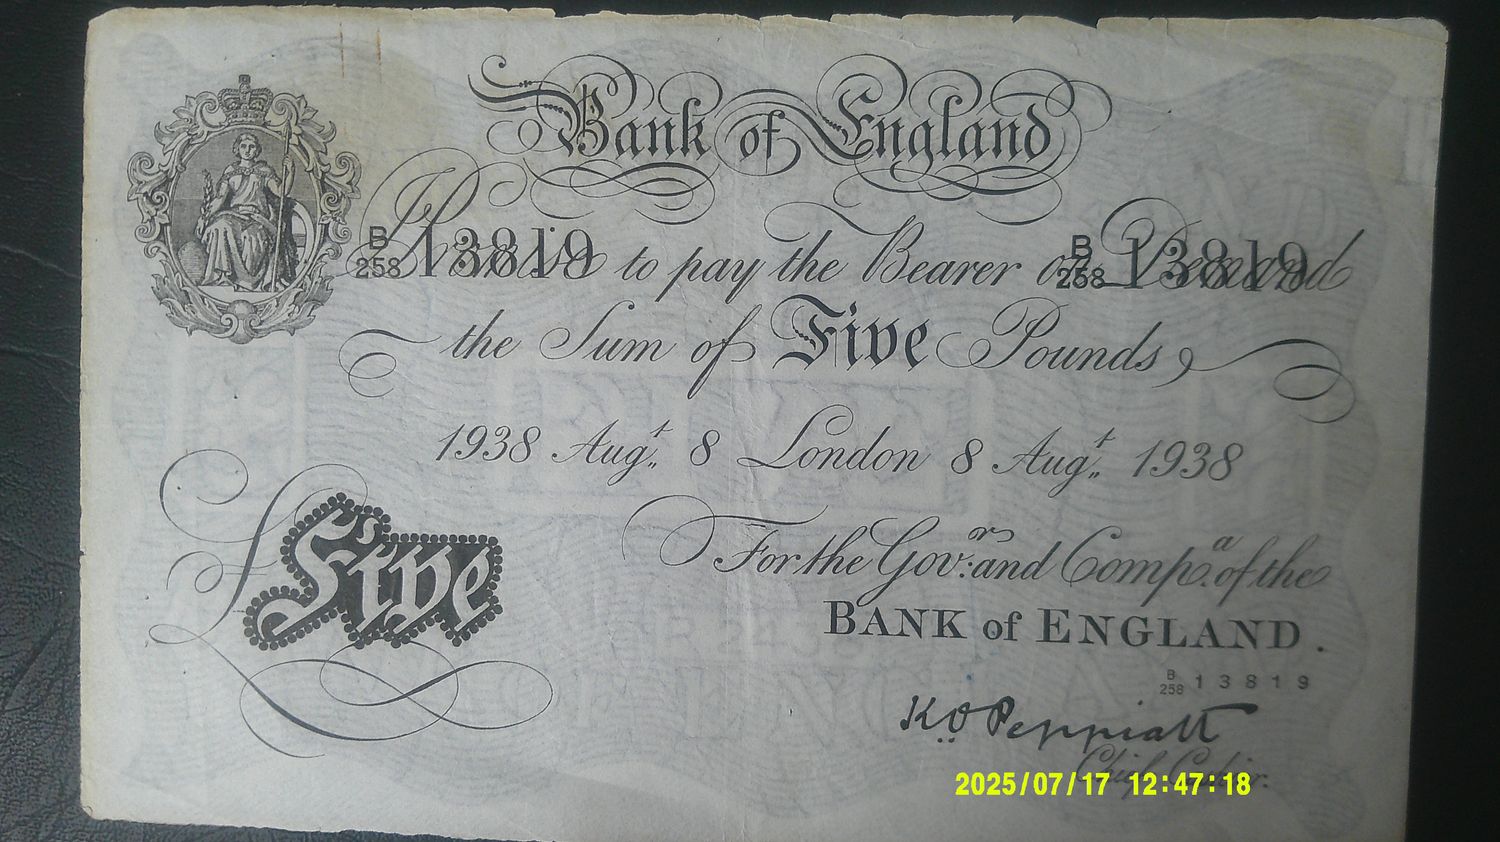 Bank of England
B 258 13819 to pay the Bearer on Demand B 258 13819
the Sum of Five Pounds,
1938 Augt 8 London 8 Augt 1938
For the Govr: and Compa. of the
Five
BANK of ENGLAND.
B 258 13819
K.O Peppiatt
Chief Cashier.
2025/07/17 12:47:18